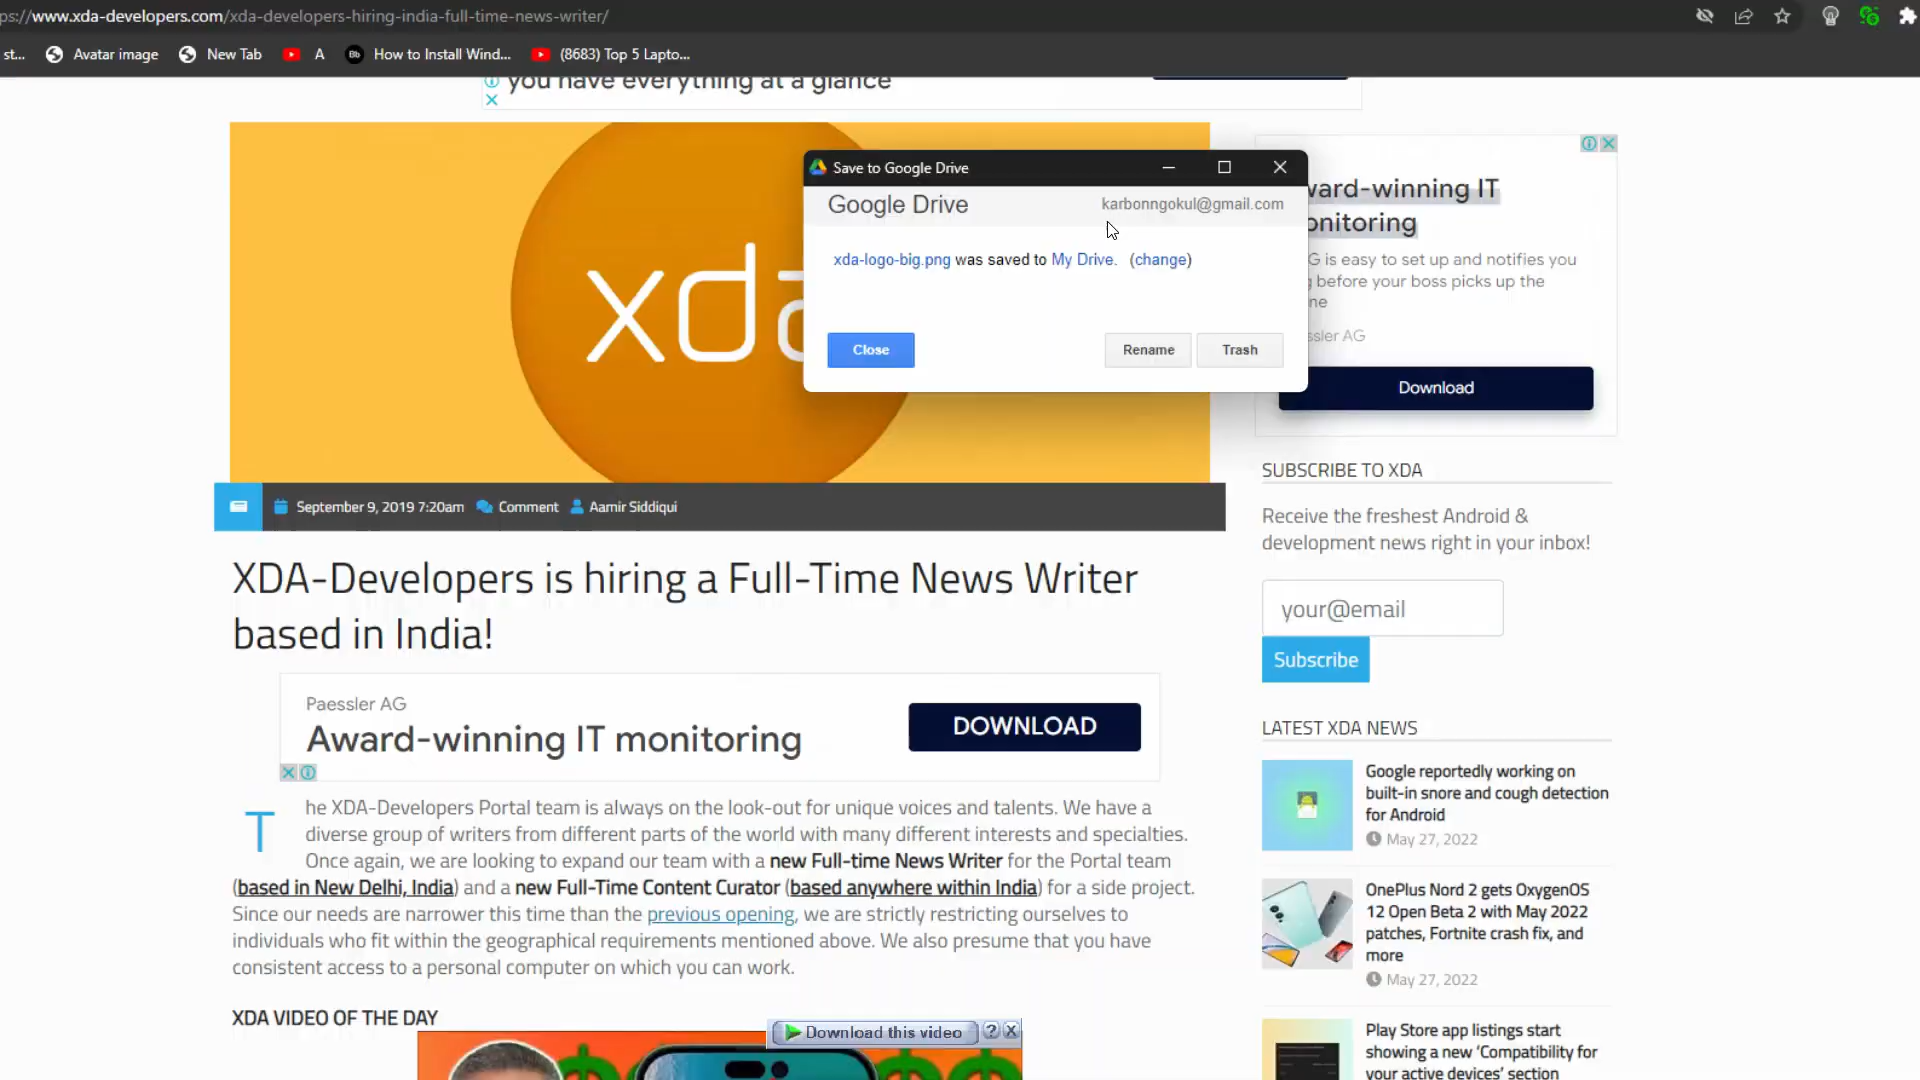 ps://www.xda-developers.com/xda-developers-hiring-india-full-time-news-writer/
st... Avatar image New Tab A Bb How to Install Wind... (8683) Top 5 Lapto...
you have everything at a glance
Save to Google Drive
Google Drive karbonngokul@gmail.com
xda-logo-big.png was saved to My Drive. (change)
Close Rename Trash
xda
ward-winning IT
onitoring
G is easy to set up and notifies you
before your boss picks up the
ne
ssler AG
Download
September 9, 2019 7:20am Comment Aamir Siddiqui
XDA-Developers is hiring a Full-Time News Writer
based in India!
Paessler AG
Award-winning IT monitoring
DOWNLOAD
The XDA-Developers Portal team is always on the look-out for unique voices and talents. We have a
diverse group of writers from different parts of the world with many different interests and specialties.
Once again, we are looking to expand our team with a new Full-time News Writer for the Portal team
(based in New Delhi, India) and a new Full-Time Content Curator (based anywhere within India) for a side project.
Since our needs are narrower this time than the previous opening, we are strictly restricting ourselves to
individuals who fit within the geographical requirements mentioned above. We also presume that you have
consistent access to a personal computer on which you can work.
XDA VIDEO OF THE DAY
Download this video ? X
SUBSCRIBE TO XDA
Receive the freshest Android &
development news right in your inbox!
your@email
Subscribe
LATEST XDA NEWS
Google reportedly working on
built-in snore and cough detection
for Android
May 27, 2022
OnePlus Nord 2 gets OxygenOS
12 Open Beta 2 with May 2022
patches, Fortnite crash fix, and
more
May 27, 2022
Play Store app listings start
showing a new ‘Compatibility for
your active devices’ section